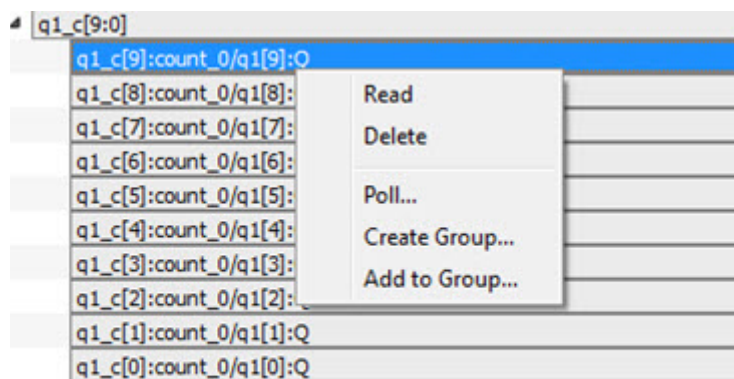 q1_c[9:0]
q1_c[9]:count_0/q1[9]:Q
q1_c[8]:count_0/q1[8]:
q1_c[7]:count_0/q1[7]:
q1_c[6]:count_0/q1[6]:
q1_c[5]:count_0/q1[5]:
q1_c[4]:count_0/q1[4]:
q1_c[3]:count_0/q1[3]:
q1_c[2]:count_0/q1[2]:Q
q1_c[1]:count_0/q1[1]:Q
q1_c[0]:count_0/q1[0]:Q
Read
Delete
Poll...
Create Group...
Add to Group...